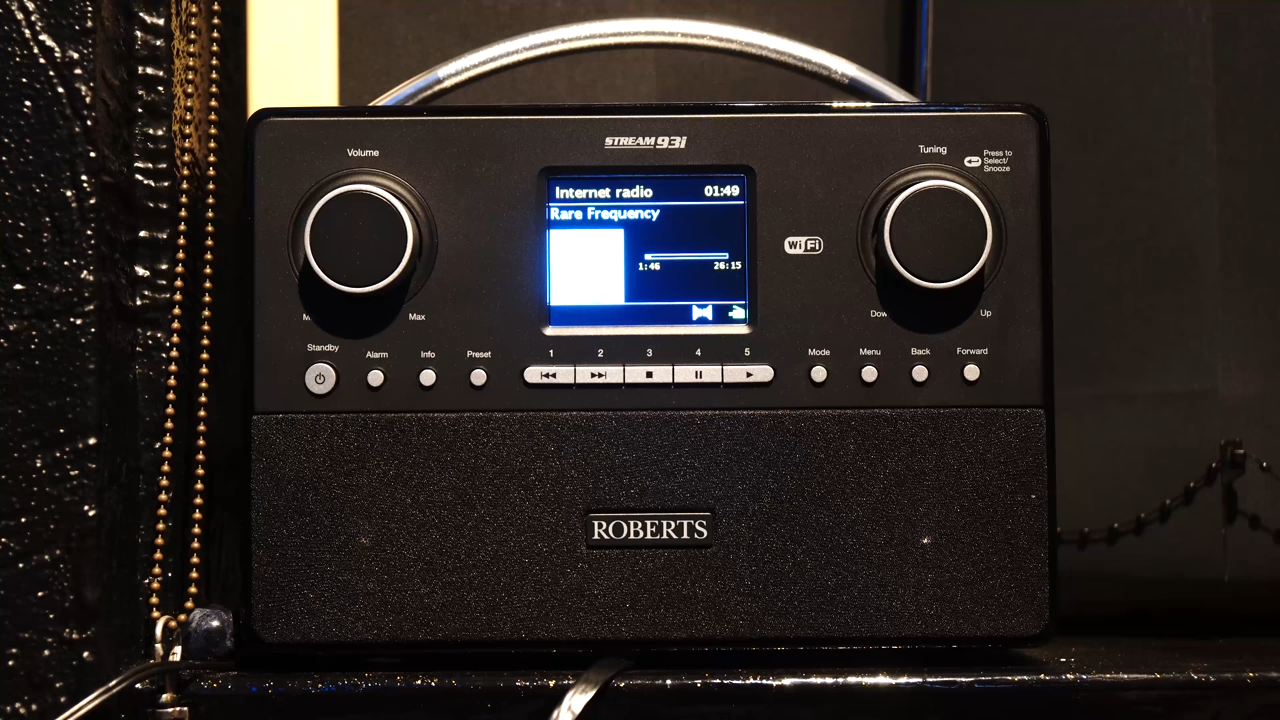 STREAM 93i
Volume
Tuning
Press to
Select/
Snooze
Internet radio 01:49
Rare Frequency
1:46 26:15
Wi Fi
Max
Up
Standby
Alarm
Info
Preset
1 2 3 4 5
Mode
Menu
Back
Forward
ROBERTS